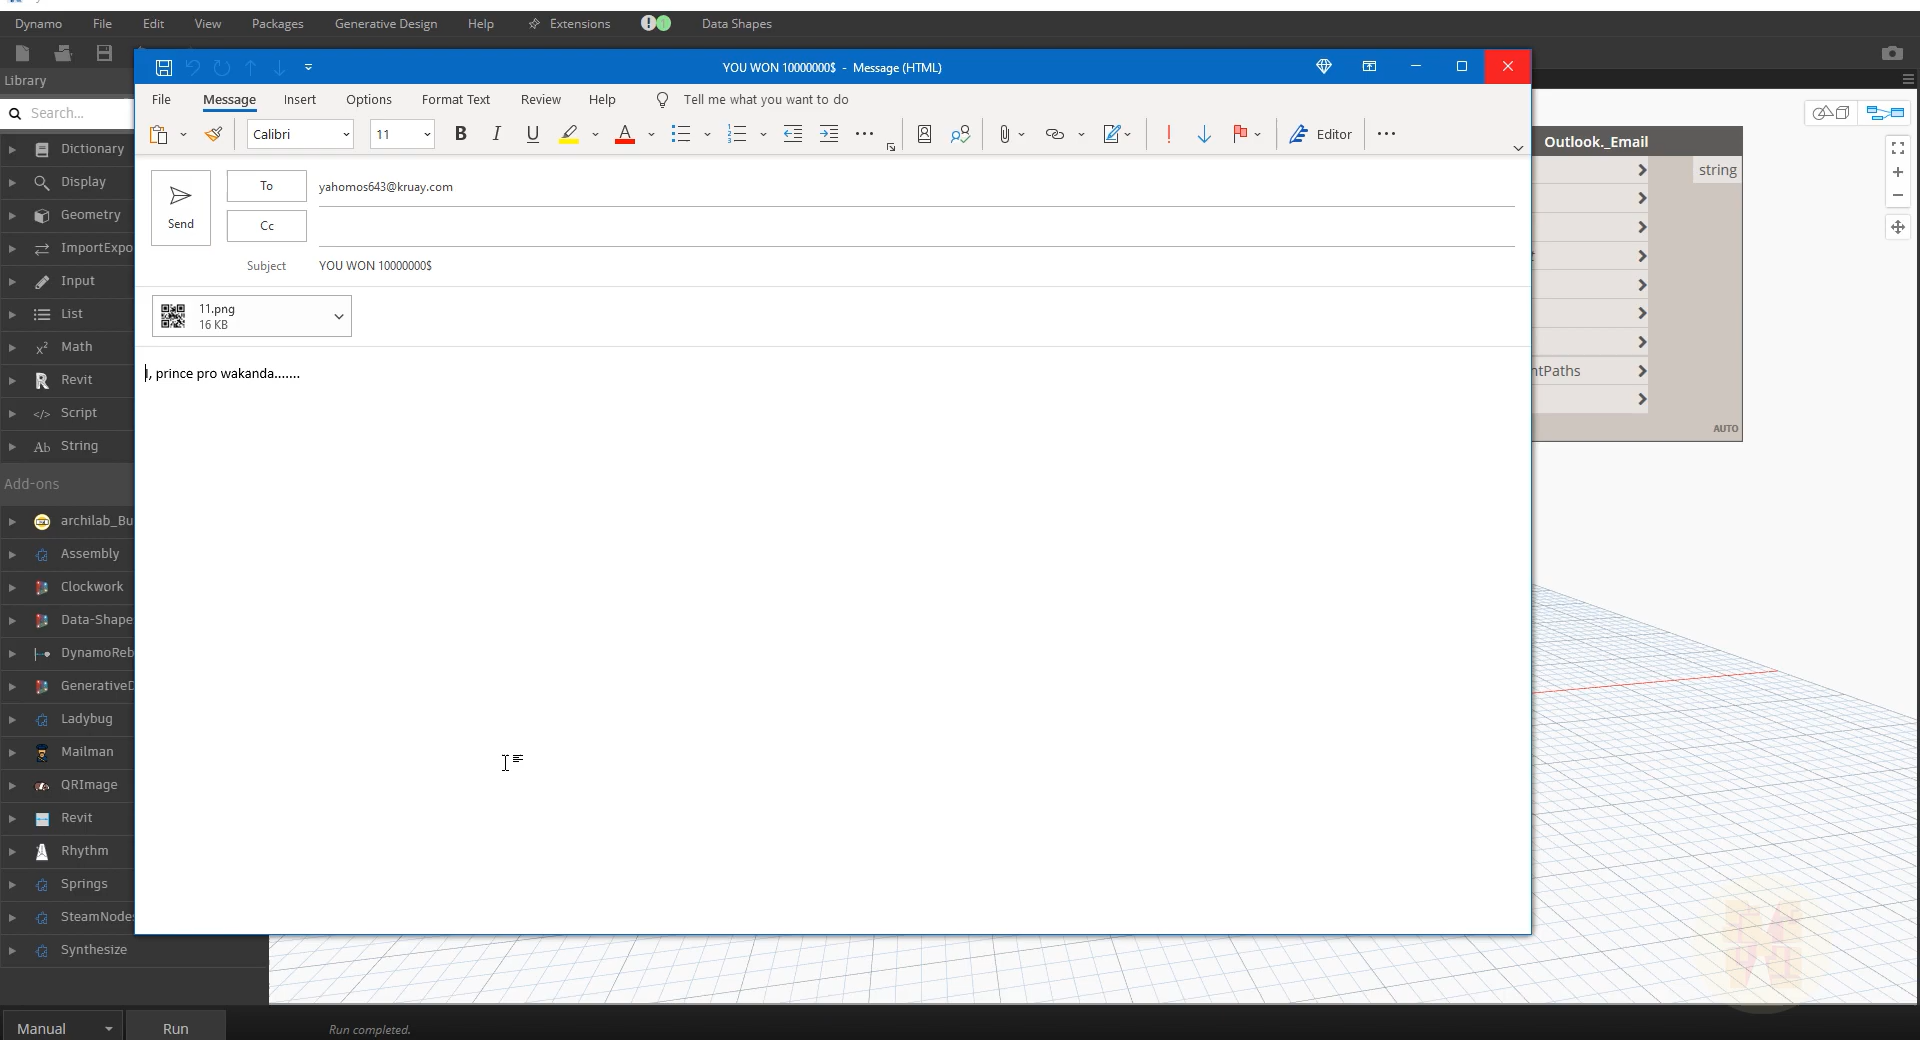 Dynamo File Edit View Packages Generative Design Help Extensions Data Shapes
Library
Search...
Dictionary
Display
Geometry
ImportExpo
Input
List
Math
Revit
Script
String
Add-ons
archilab_Bu
Assembly
Clockwork
Data-Shape
DynamoReb
GenerativeD
Ladybug
Mailman
QRImage
Revit
Rhythm
Springs
SteamNodes
Synthesize
YOU WON 10000000$ - Message (HTML)
File Message Insert Options Format Text Review Help Tell me what you want to do
Calibri 11 B I U A Editor
Send
To yahomos643@kruay.com
Cc
Subject YOU WON 10000000$
11.png
16 KB
I, prince pro wakanda.......
Outlook._Email
string
t
ntPaths
AUTO
Manual Run Run completed.